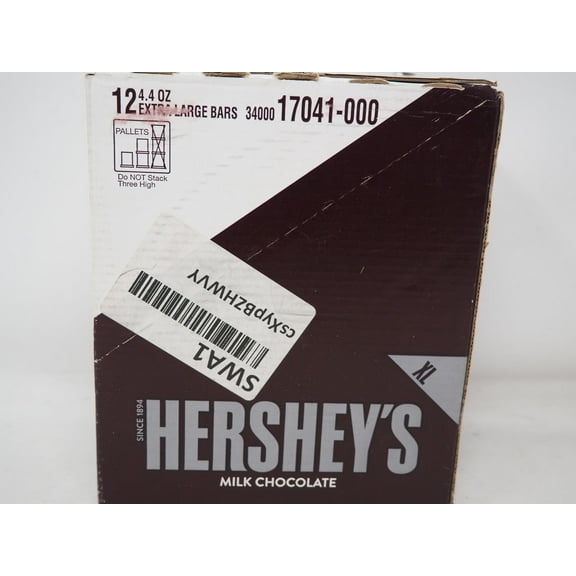 12 4.4 OZ
EXTRA LARGE BARS 34000 17041-000
PALLETS
Do NOT Stack
Three High
csXypBZHWVY
SWA1
XL
SINCE 1894
HERSHEY'S
MILK CHOCOLATE